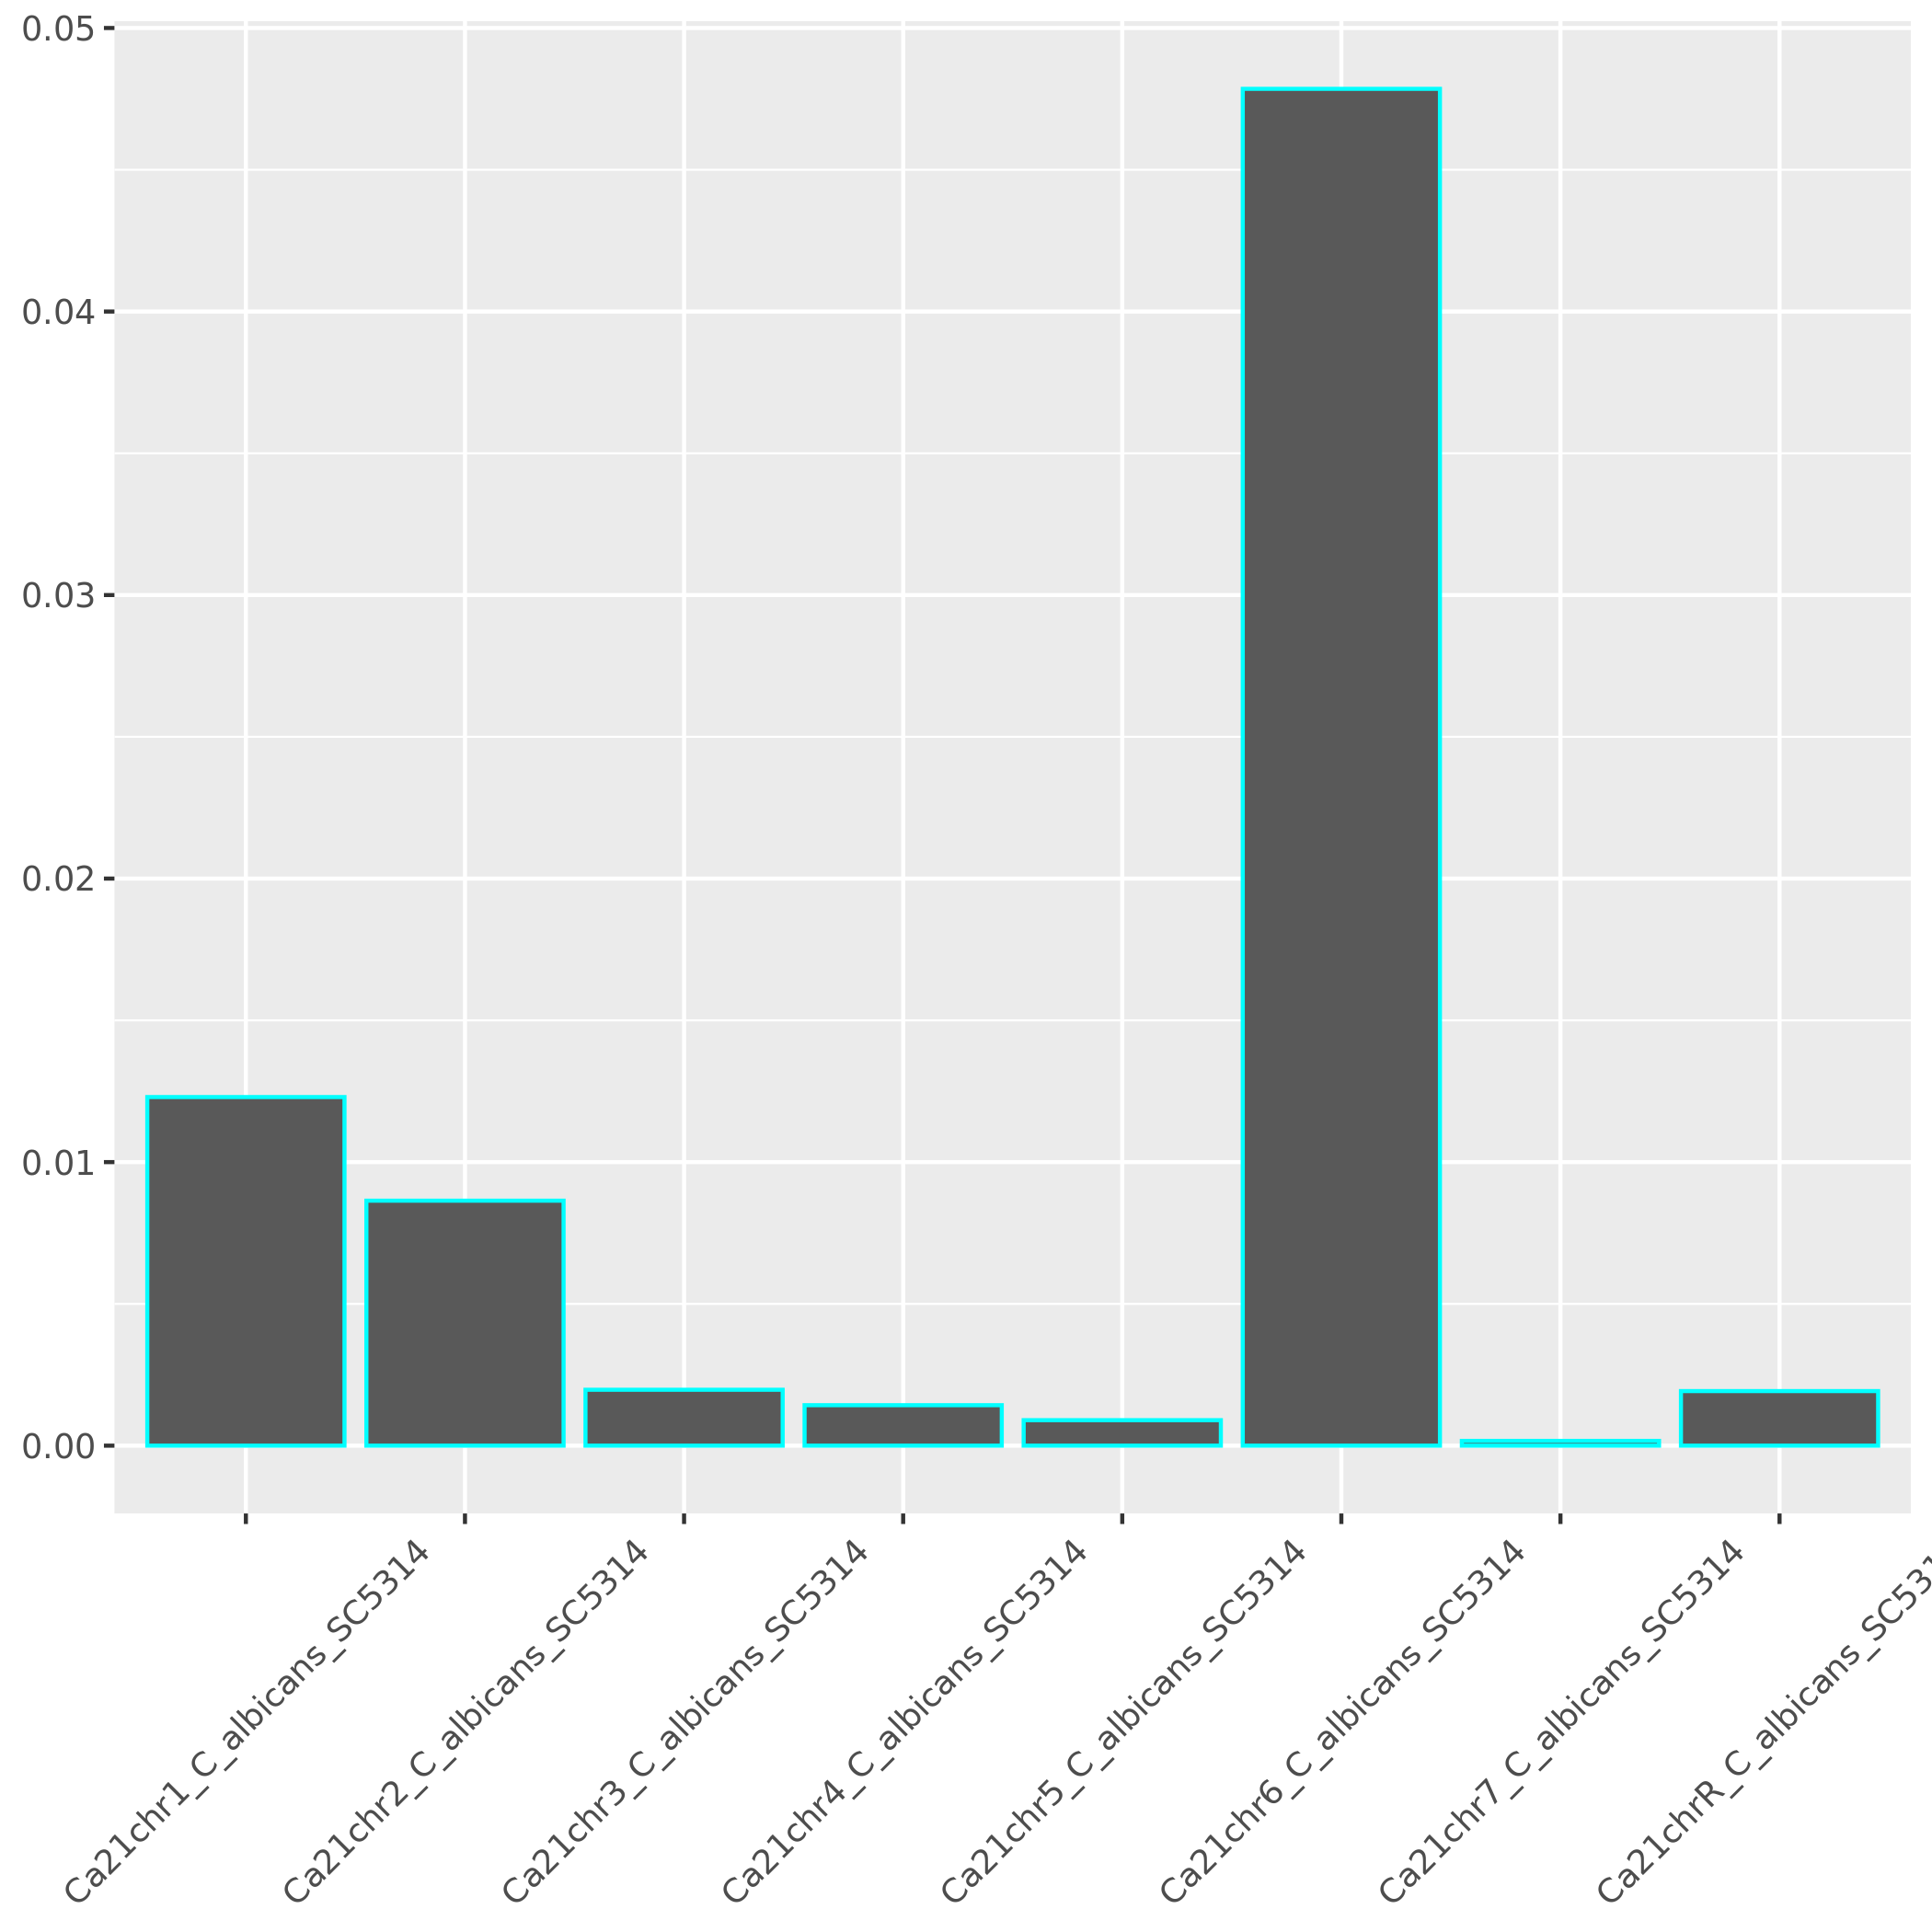 0.05
0.04
0.03
0.02
0.01
0.00
Ca21chr1_C_albicans_SC5314
Ca21chr2_C_albicans_SC5314
Ca21chr3_C_albicans_SC5314
Ca21chr4_C_albicans_SC5314
Ca21chr5_C_albicans_SC5314
Ca21chr6_C_albicans_SC5314
Ca21chr7_C_albicans_SC5314
Ca21chrR_C_albicans_SC531